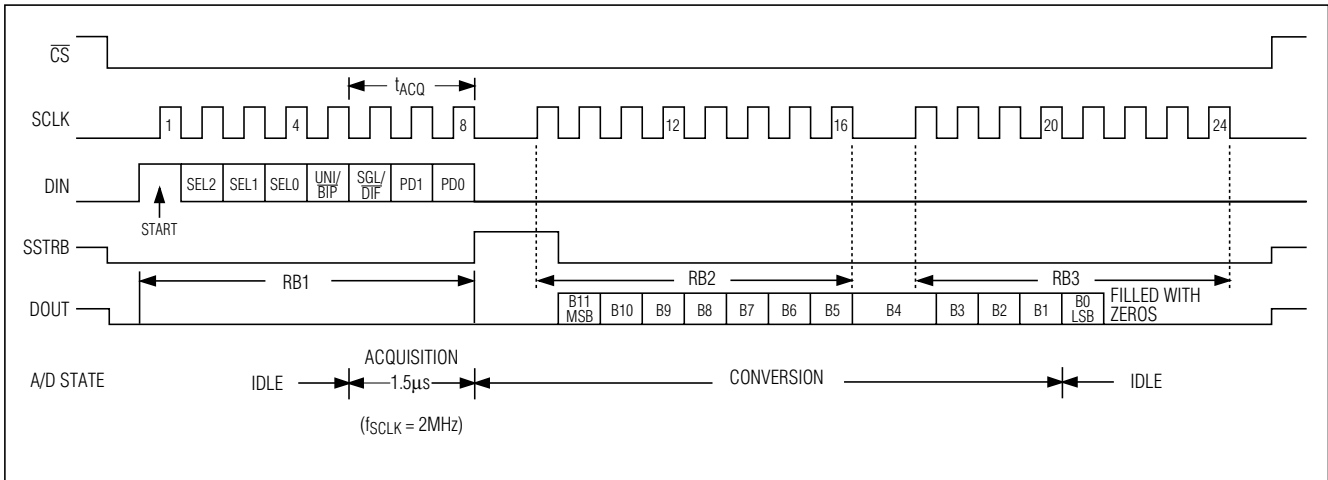 CS
tACQ
SCLK 1 4 8 12 16 20 24
DIN SEL2 SEL1 SEL0 UNI/BIP SGL/DIF PD1 PD0
START
SSTRB
RB1 RB2 RB3
DOUT B11 MSB B10 B9 B8 B7 B6 B5 B4 B3 B2 B1 B0 LSB FILLED WITH ZEROS
A/D STATE IDLE ACQUISITION 1.5μs CONVERSION IDLE
(fSCLK = 2MHz)